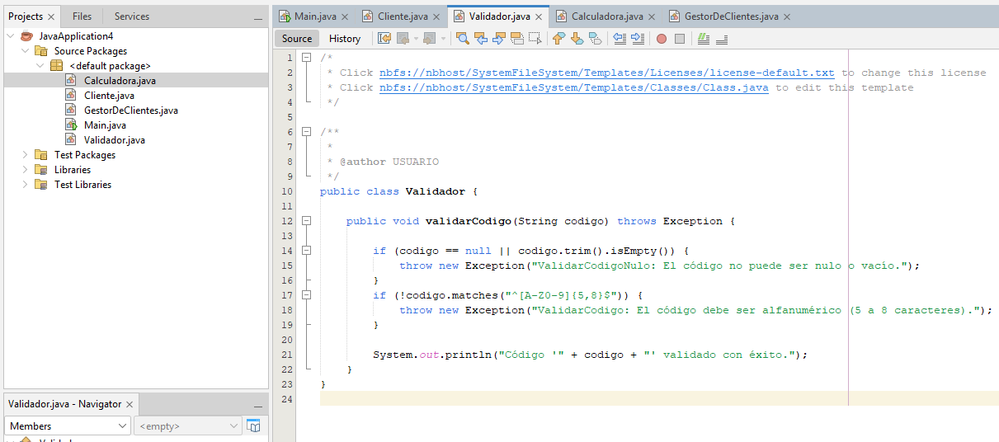 Projects Files Services
JavaApplication4
Source Packages
<default package>
Calculadora.java
Cliente.java
GestorDeClientes.java
Main.java
Validador.java
Test Packages
Libraries
Test Libraries
Validador.java - Navigator
Members <empty>
Main.java Cliente.java Validador.java Calculadora.java GestorDeClientes.java
Source History
1 /*
2  * Click nbfs://nbhost/SystemFileSystem/Templates/Licenses/license-default.txt to change this license
3  * Click nbfs://nbhost/SystemFileSystem/Templates/Classes/Class.java to edit this template
4  */
5
6 /**
7  *
8  * @author USUARIO
9  */
10 public class Validador {
11
12     public void validarCodigo(String codigo) throws Exception {
13
14         if (codigo == null || codigo.trim().isEmpty()) {
15             throw new Exception("ValidarCodigoNulo: El código no puede ser nulo o vacío.");
16         }
17         if (!codigo.matches("^[A-Z0-9]{5,8}$")) {
18             throw new Exception("ValidarCodigo: El código debe ser alfanumérico (5 a 8 caracteres).");
19         }
20
21         System.out.println("Código '" + codigo + "' validado con éxito.");
22     }
23 }
24